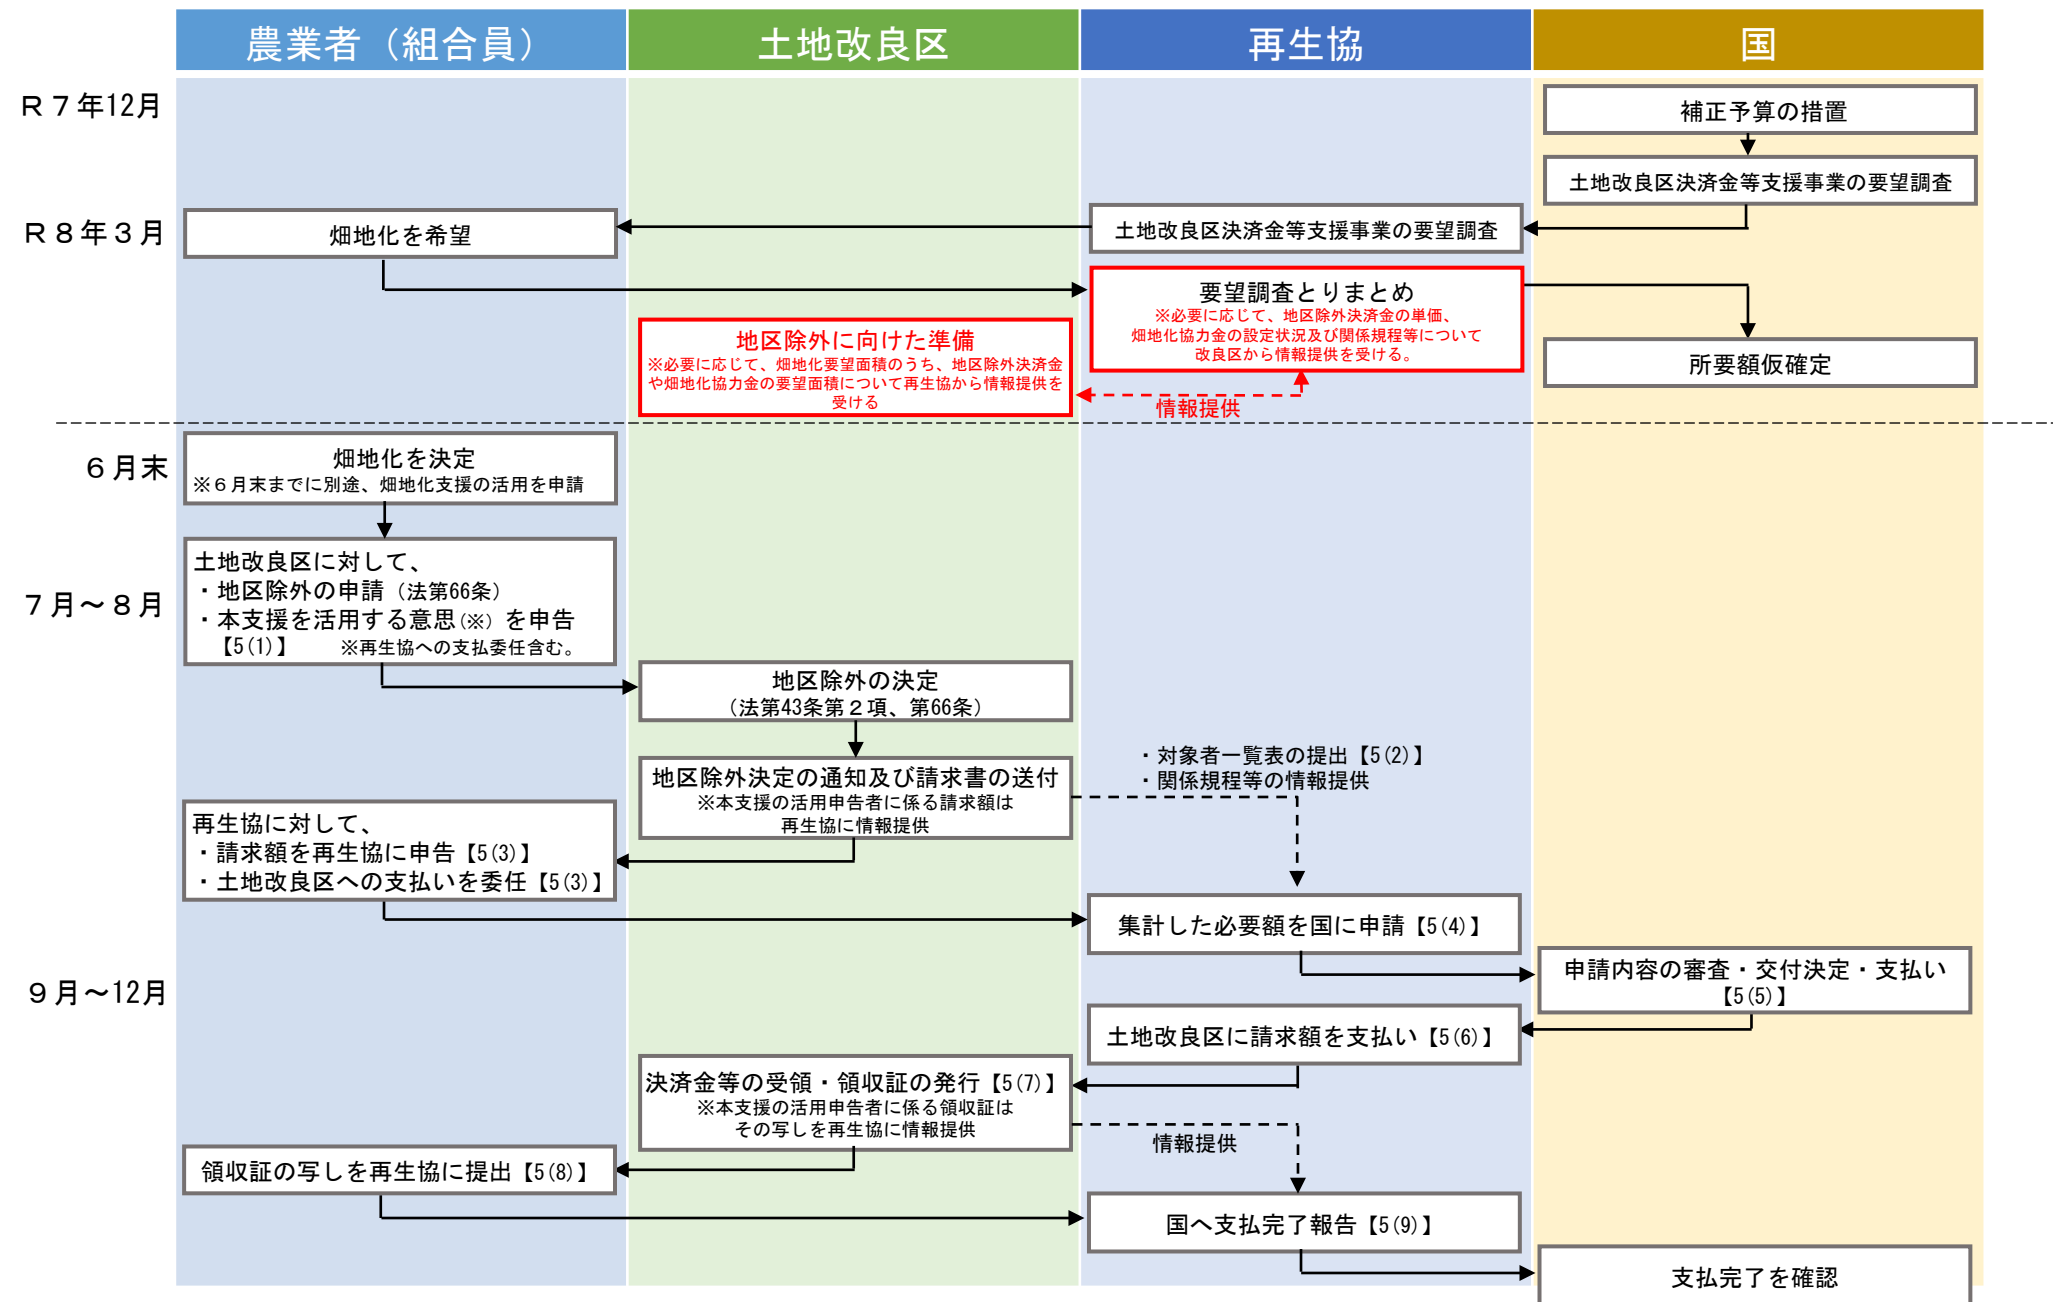 農業者（組合員）
土地改良区
再生協
国
Ｒ７年12月
補正予算の措置
土地改良区決済金等支援事業の要望調査
Ｒ８年３月
畑地化を希望
土地改良区決済金等支援事業の要望調査
要望調査とりまとめ
※必要に応じて、地区除外決済金の単価、
畑地化協力金の設定状況及び関係規程等について
改良区から情報提供を受ける。
地区除外に向けた準備
※必要に応じて、畑地化要望面積のうち、地区除外決済金
や畑地化協力金の要望面積について再生協から情報提供を
受ける
所要額仮確定
情報提供
６月末
畑地化を決定
※６月末までに別途、畑地化支援の活用を申請
７月～８月
土地改良区に対して、
・地区除外の申請（法第66条）
・本支援を活用する意思(※）を申告
【5(1)】　　※再生協への支払委任含む。
地区除外の決定
（法第43条第２項、第66条）
地区除外決定の通知及び請求書の送付
※本支援の活用申告者に係る請求額は
再生協に情報提供
・対象者一覧表の提出【5(2)】
・関係規程等の情報提供
再生協に対して、
・請求額を再生協に申告【5(3)】
・土地改良区への支払いを委任【5(3)】
集計した必要額を国に申請【5(4)】
９月～12月
申請内容の審査・交付決定・支払い
【5(5)】
土地改良区に請求額を支払い【5(6)】
決済金等の受領・領収証の発行【5(7)】
※本支援の活用申告者に係る領収証は
その写しを再生協に情報提供
情報提供
領収証の写しを再生協に提出【5(8)】
国へ支払完了報告【5(9)】
支払完了を確認